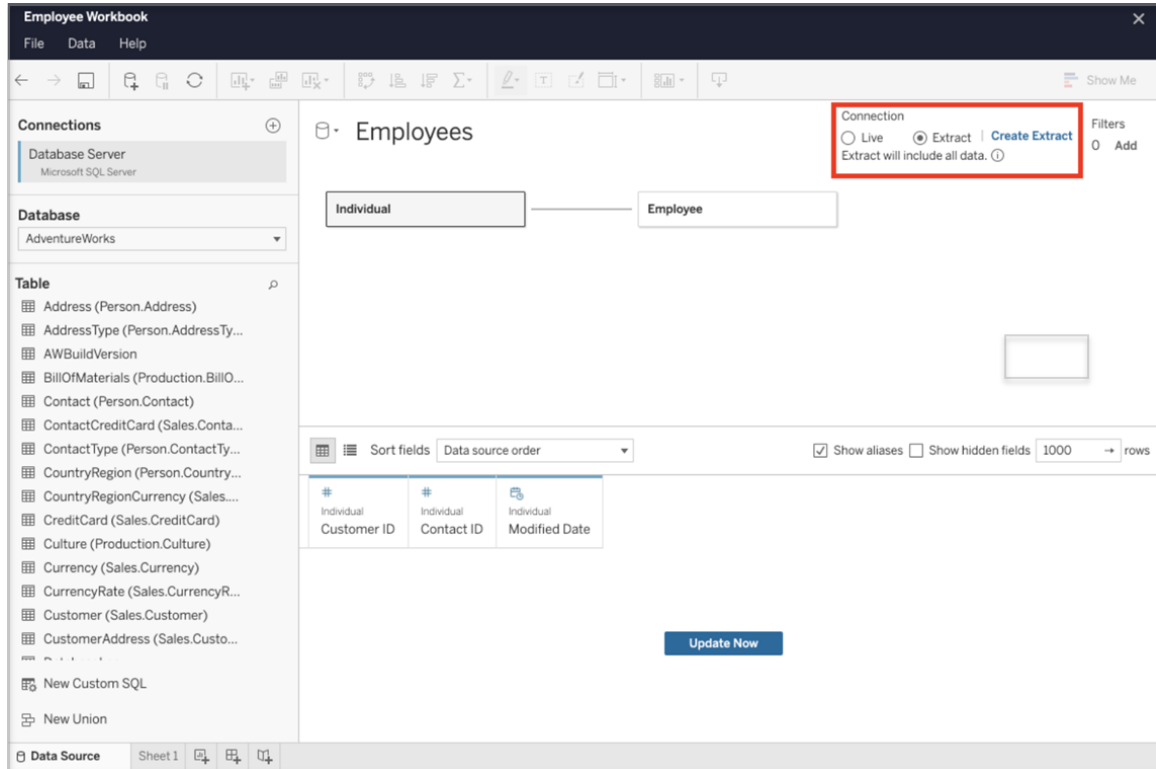 Employee Workbook
File Data Help
Show Me
Connections
Database Server
Microsoft SQL Server
Database
AdventureWorks
Table
Address (Person.Address)
AddressType (Person.AddressTy...
AWBuildVersion
BillOfMaterials (Production.BillO...
Contact (Person.Contact)
ContactCreditCard (Sales.Conta...
ContactType (Person.ContactTy...
CountryRegion (Person.Country...
CountryRegionCurrency (Sales....
CreditCard (Sales.CreditCard)
Culture (Production.Culture)
Currency (Sales.Currency)
CurrencyRate (Sales.CurrencyR...
Customer (Sales.Customer)
CustomerAddress (Sales.Custo...
New Custom SQL
New Union
Employees
Connection
Live Extract | Create Extract
Extract will include all data.
Filters
0 Add
Individual Employee
Sort fields Data source order Show aliases Show hidden fields 1000 → rows
Individual Individual Individual
Customer ID Contact ID Modified Date
Update Now
Data Source Sheet 1